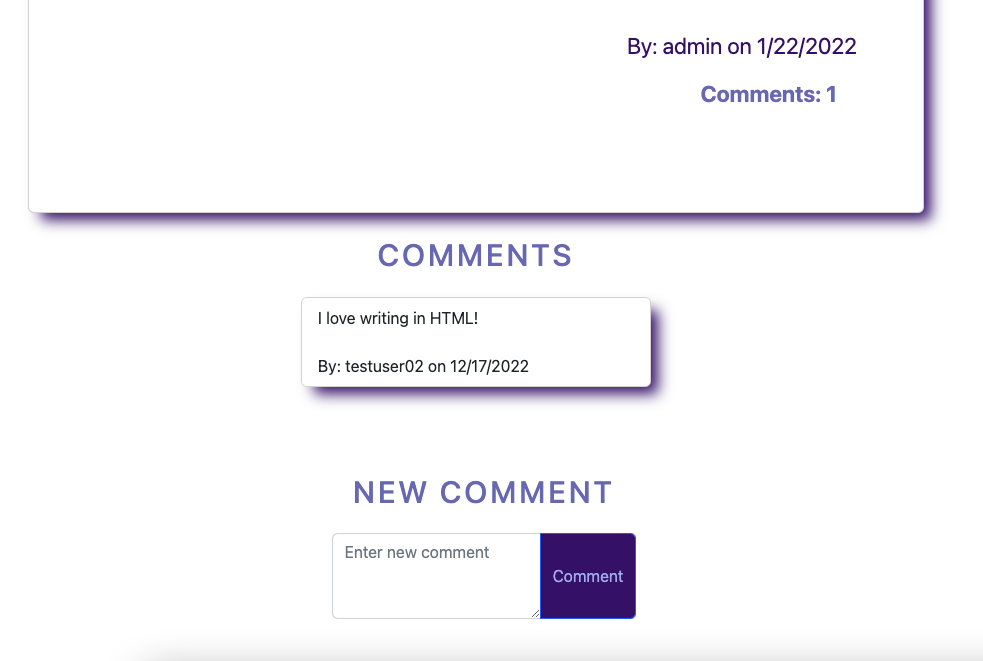 By: admin on 1/22/2022
Comments: 1
COMMENTS
I love writing in HTML!
By: testuser02 on 12/17/2022
NEW COMMENT
Enter new comment
Comment